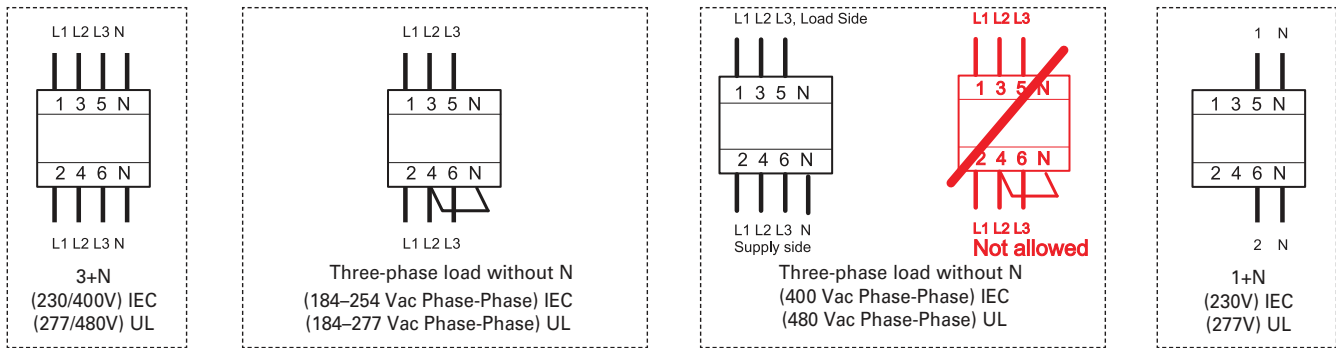 L1 L2 L3 N
1 3 5 N
2 4 6 N
L1 L2 L3 N
3+N
(230/400V) IEC
(277/480V) UL
L1 L2 L3
1 3 5 N
2 4 6 N
L1 L2 L3
Three-phase load without N
(184–254 Vac Phase-Phase) IEC
(184–277 Vac Phase-Phase) UL
L1 L2 L3, Load Side
1 3 5 N
2 4 6 N
L1 L2 L3 N
Supply side
L1 L2 L3
1 3 5 N
2 4 6 N
L1 L2 L3
Not allowed
Three-phase load without N
(400 Vac Phase-Phase) IEC
(480 Vac Phase-Phase) UL
1 N
1 3 5 N
2 4 6 N
2 N
1+N
(230V) IEC
(277V) UL